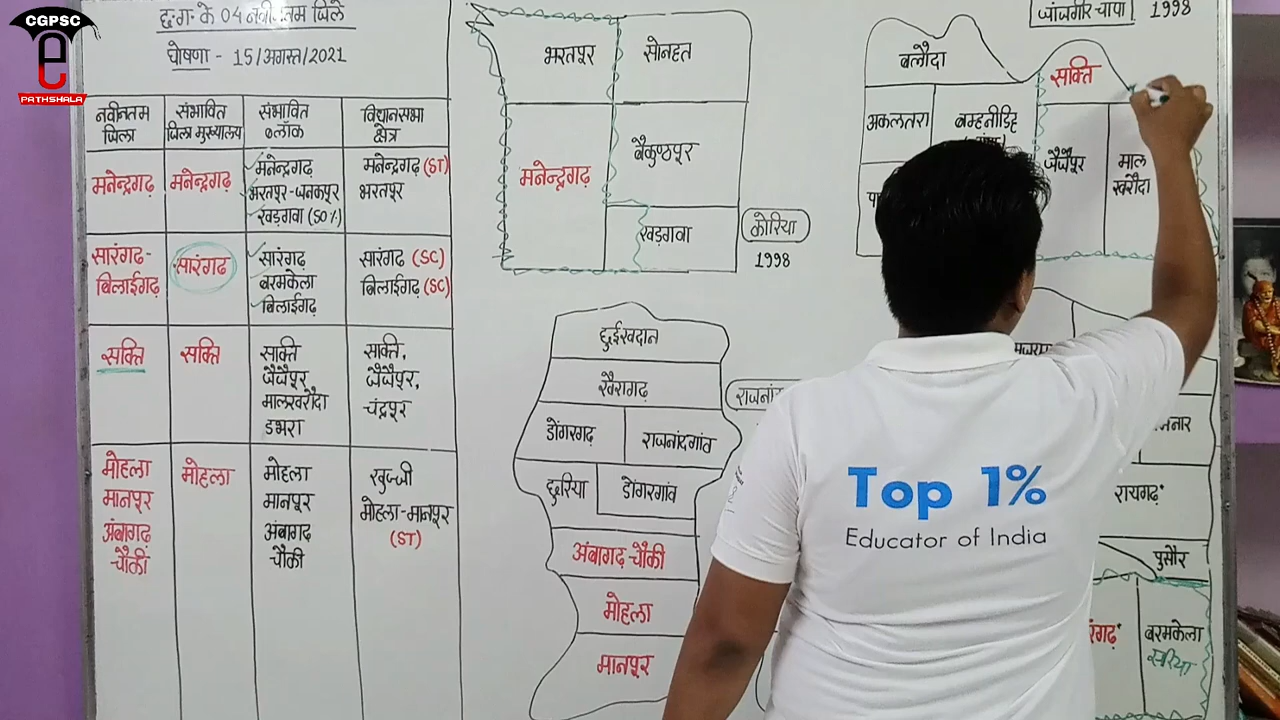 CGPSC
e
PATHSHALA
छ.ग. के 04 नवीनतम जिले
घोषणा - 15/अगस्त/2021
नवीनतम जिला
संभावित जिला मुख्यालय
संभावित ब्लॉक
विधानसभा क्षेत्र
मनेन्द्रगढ़
मनेन्द्रगढ़
मनेन्द्रगढ़
भरतपुर-जनकपुर
खड़गवा (50%)
मनेन्द्रगढ़ (ST)
भरतपूर
सारंगढ-
बिलाईगढ़
सारंगढ़
सारंगढ़
बरमकेला
बिलाईगढ़
सारंगढ (SC)
बिलाईगढ़ (SC)
सक्ति
सक्ति
साक्ति
जैजैपूर
मालखरौदा
डभरा
साक्ति,
जैजैपूर,
चंद्रपूर
मोहला
मानपूर
अंबागढ
चौकी
मोहला
मोहला
मानपूर
अंबागढ
चौकी
खुज्जी
मोहला-मानपूर
(ST)
भरतपूर
सोनहत
मनेन्द्रगढ़
बैकुण्ठपूर
खड़गवा
कोरिया
1998
छुईखदान
खैरागढ़
डोंगरगढ़
राजनांदगांव
छुरिया
डोंगरगांव
अंबागढ चौकी
मोहला
मानपूर
जांजगीर चांपा
1998
बलौदा
सक्ति
अकलतरा
बम्हनीडिह
जैजैपूर
माल
खरौदा
रायगढ़
पुसौर
बरमकेला
सरिया
Top 1%
Educator of India